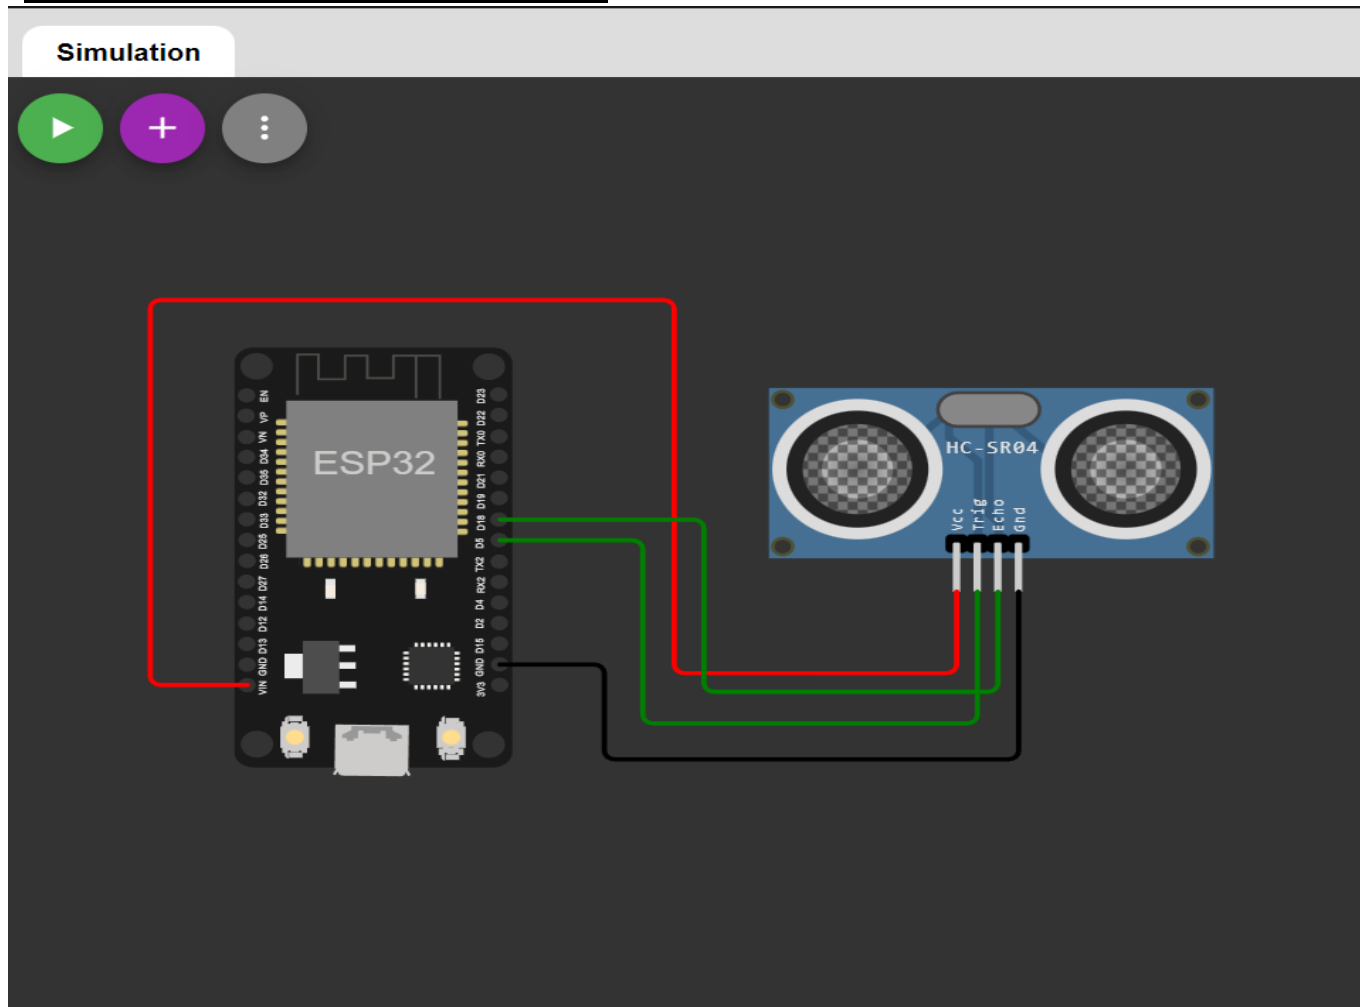 Simulation
ESP32
EN
VP
VN
D34
D35
D32
D33
D25
D26
D27
D14
D12
D13
GND
VIN
D23
D22
TX0
RX0
D21
D19
D18
D5
TX2
RX2
D4
D2
D15
GND
3V3
HC-SR04
Vcc
Trig
Echo
Gnd